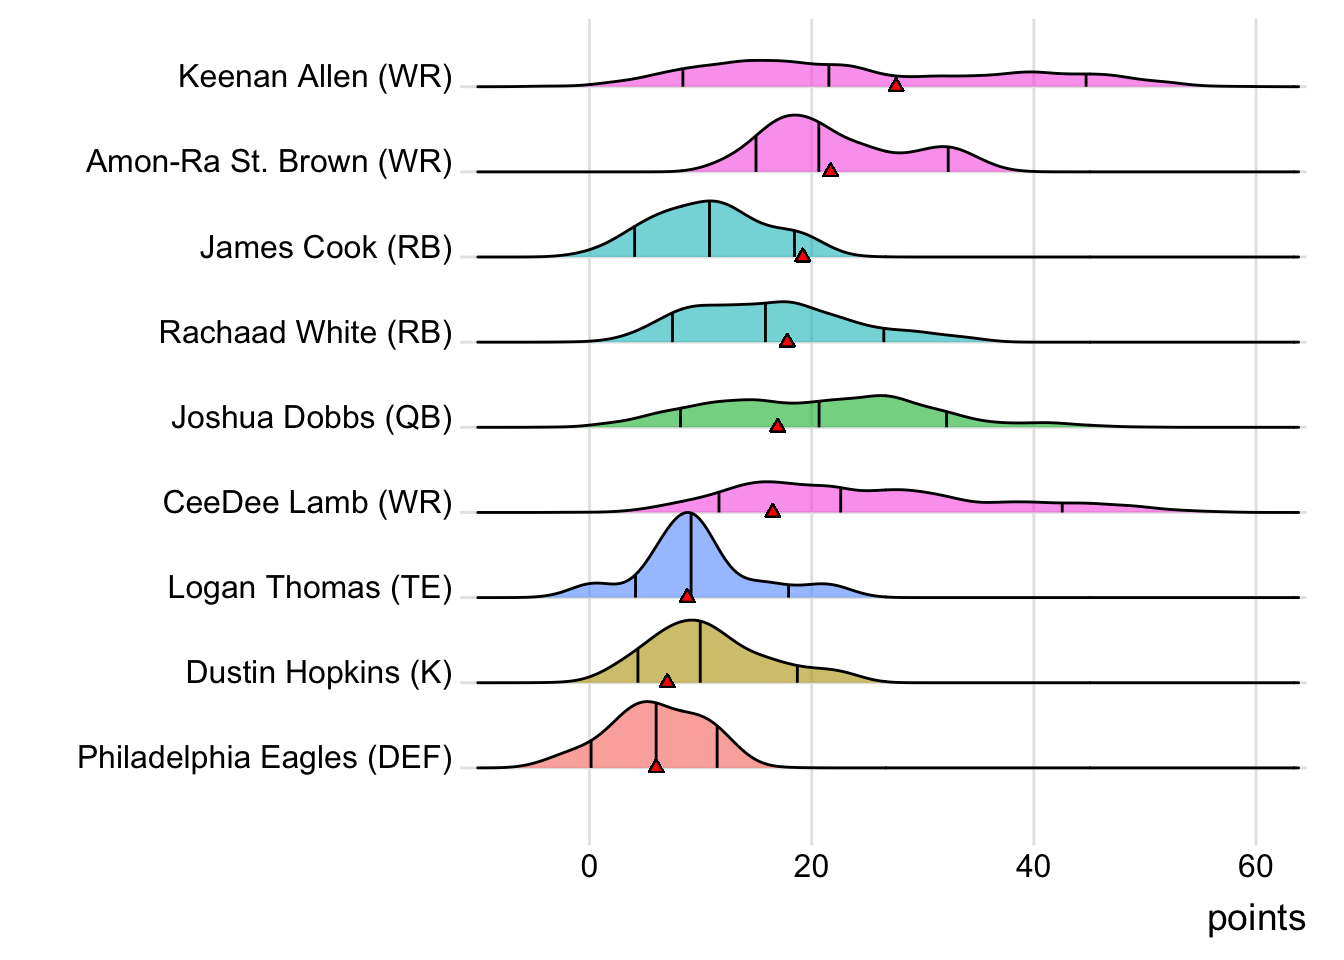 Keenan Allen (WR)
Amon-Ra St. Brown (WR)
James Cook (RB)
Rachaad White (RB)
Joshua Dobbs (QB)
CeeDee Lamb (WR)
Logan Thomas (TE)
Dustin Hopkins (K)
Philadelphia Eagles (DEF)
0 20 40 60
points